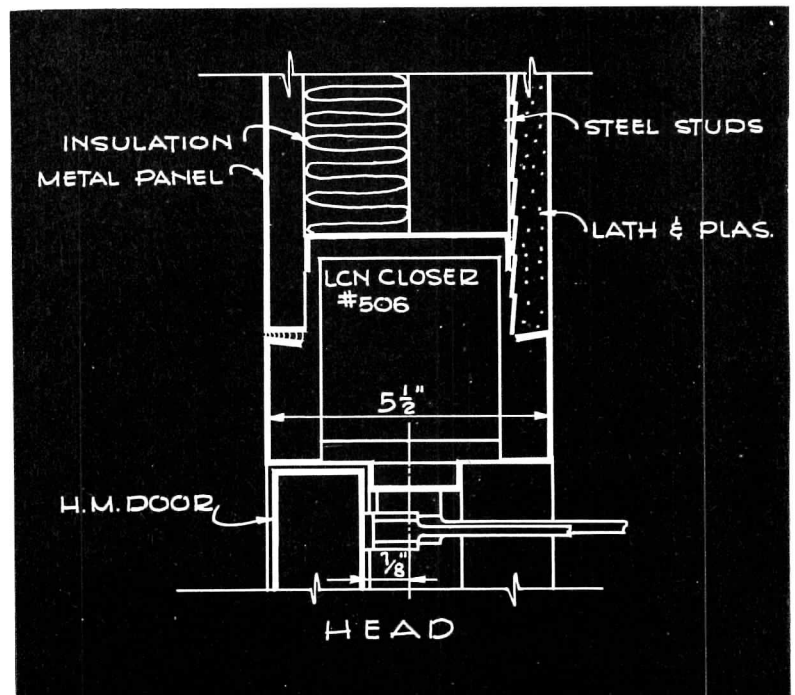 INSULATION
METAL PANEL
STEEL STUDS
LATH & PLAS.
LCN CLOSER
#506
5 1/2"
H.M. DOOR
7/8"
HEAD